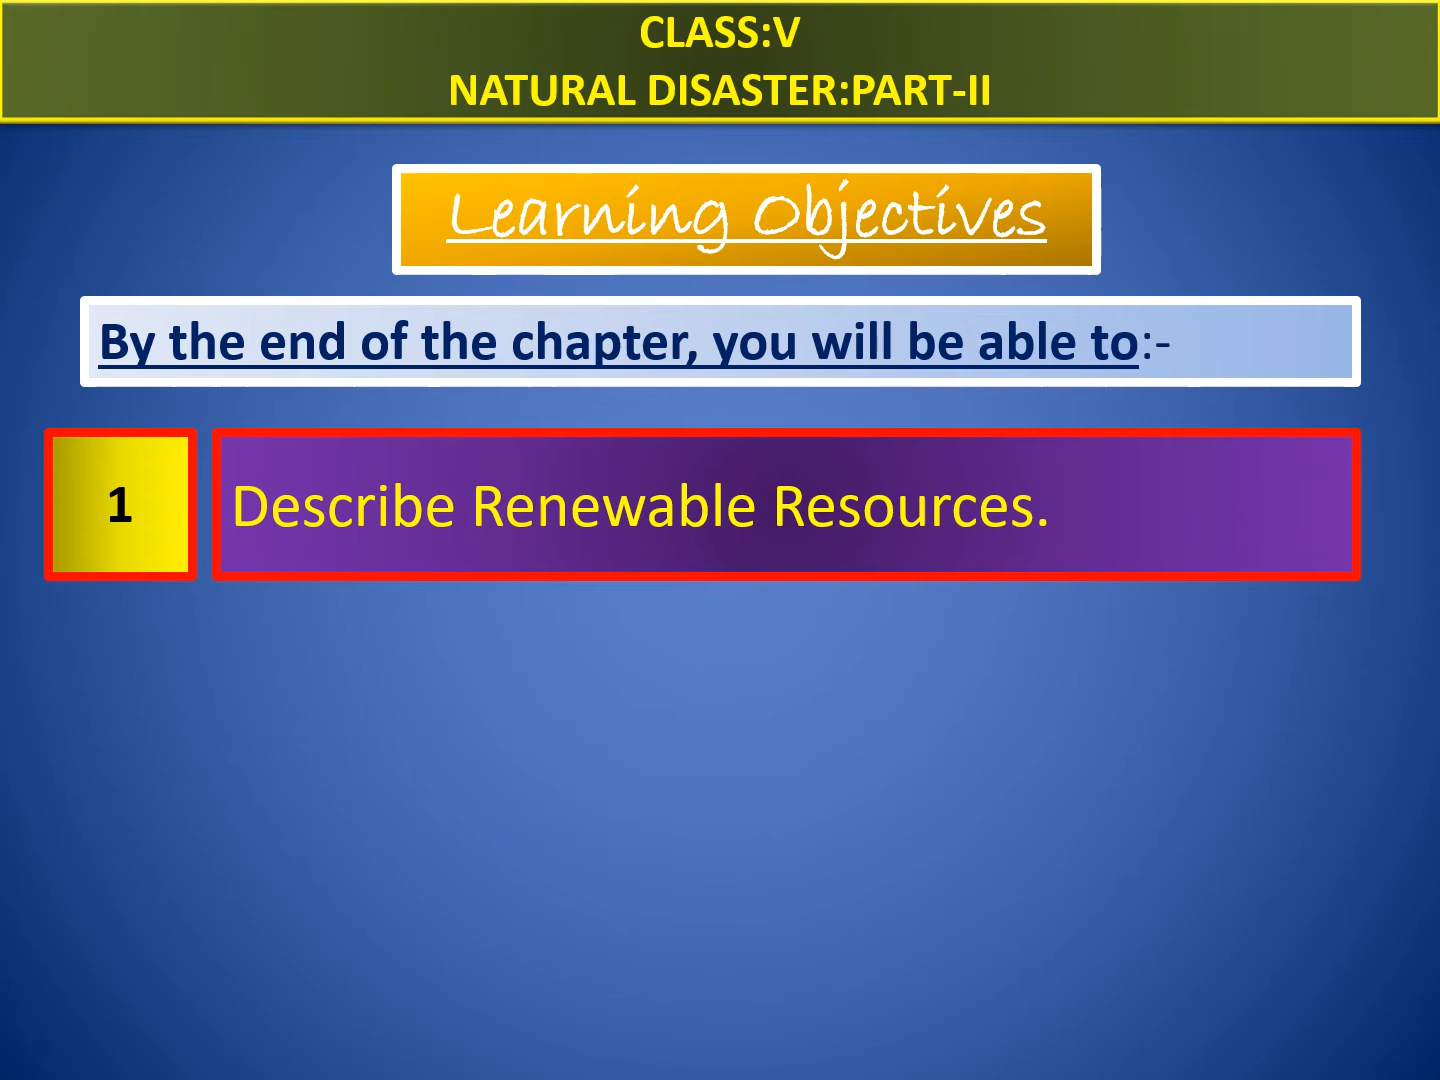 CLASS:V
NATURAL DISASTER:PART-II
Learning Objectives
By the end of the chapter, you will be able to:-
1
Describe Renewable Resources.